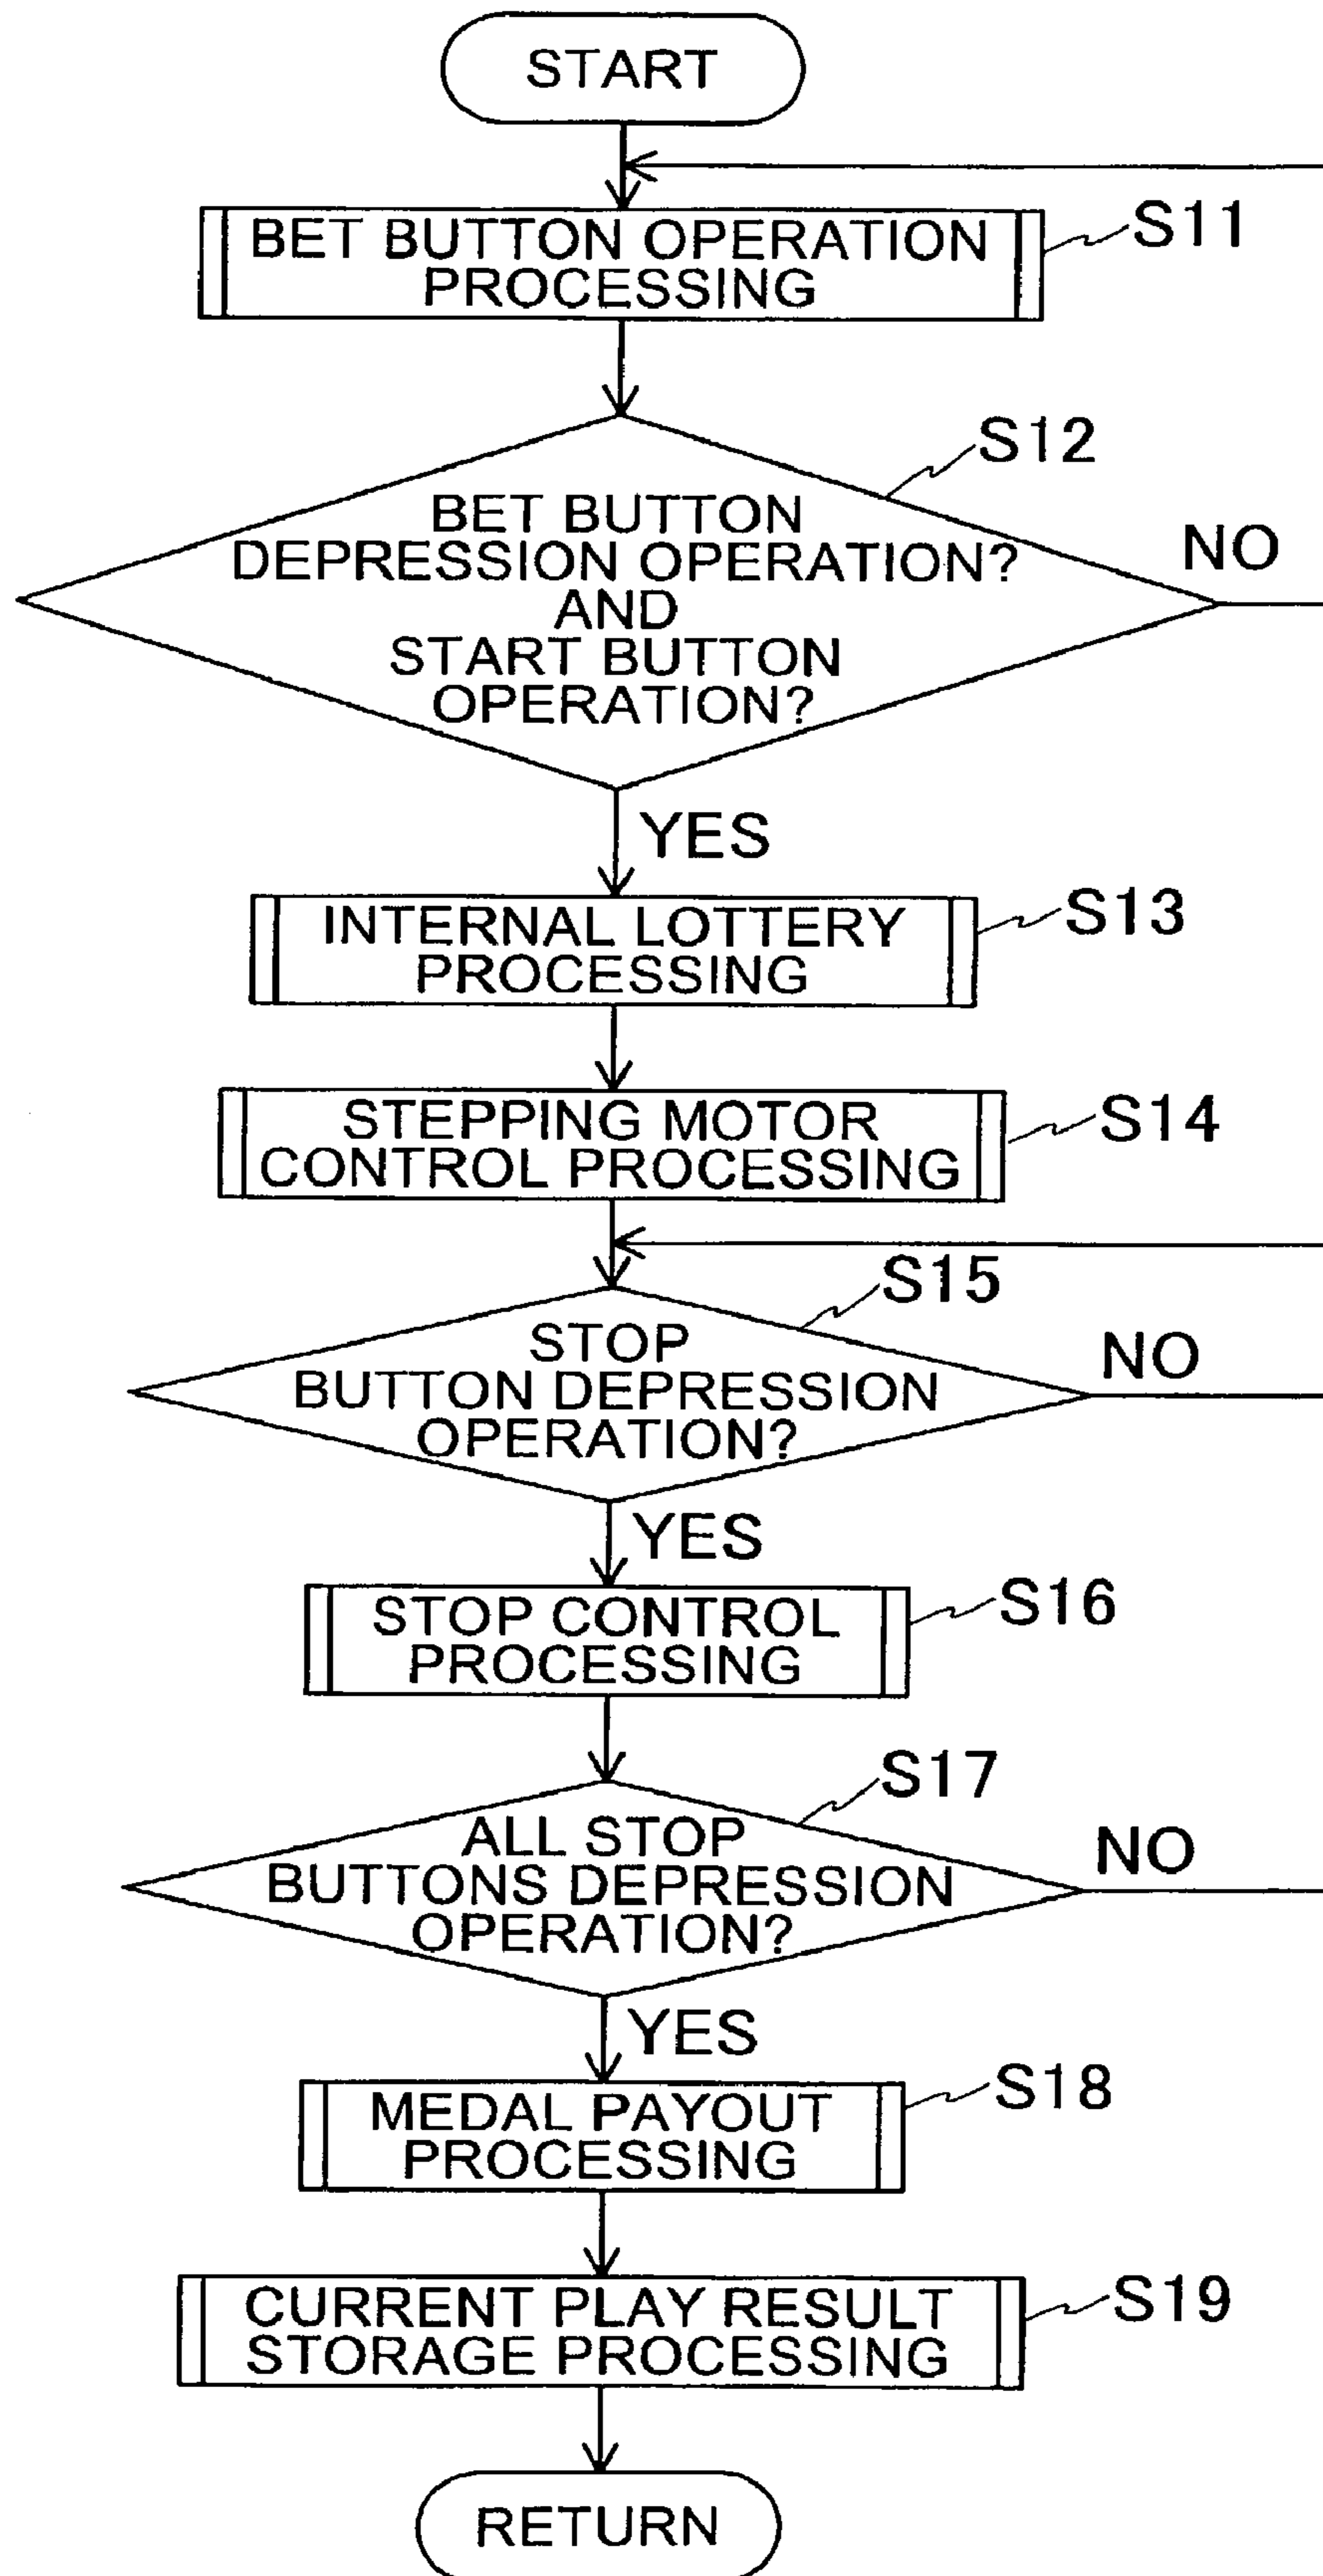 START
BET BUTTON OPERATION
PROCESSING
S11
S12
BET BUTTON
DEPRESSION OPERATION?
AND
START BUTTON
OPERATION?
NO
YES
INTERNAL LOTTERY
PROCESSING
S13
STEPPING MOTOR
CONTROL PROCESSING
S14
S15
STOP
BUTTON DEPRESSION
OPERATION?
NO
YES
STOP CONTROL
PROCESSING
S16
S17
ALL STOP
BUTTONS DEPRESSION
OPERATION?
NO
YES
MEDAL PAYOUT
PROCESSING
S18
CURRENT PLAY RESULT
STORAGE PROCESSING
S19
RETURN